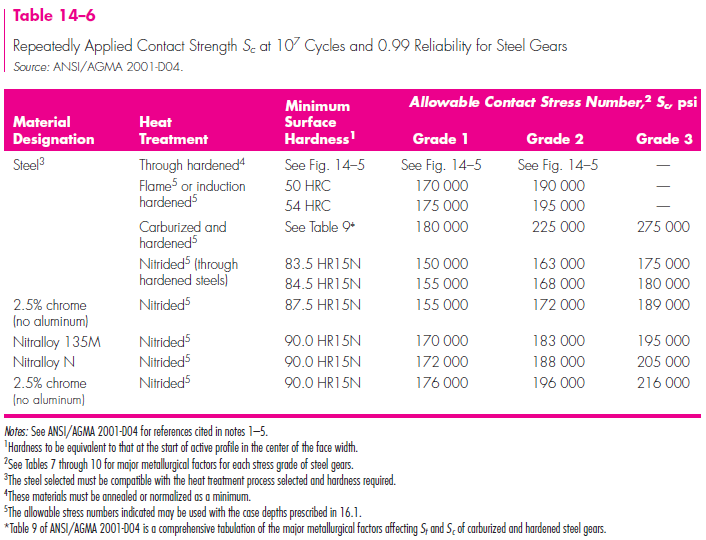 Table 14–6
Repeatedly Applied Contact Strength Sc at 10⁷ Cycles and 0.99 Reliability for Steel Gears
Source: ANSI/AGMA 2001-D04.
Material Designation Heat Treatment Minimum Surface Hardness¹ Allowable Contact Stress Number,² Sc, psi
Grade 1 Grade 2 Grade 3
Steel³ Through hardened⁴ See Fig. 14–5 See Fig. 14–5 See Fig. 14–5 —
Flame⁵ or induction 50 HRC 170 000 190 000 —
hardened⁵ 54 HRC 175 000 195 000 —
Carburized and See Table 9* 180 000 225 000 275 000
hardened⁵
Nitrided⁵ (through 83.5 HR15N 150 000 163 000 175 000
hardened steels) 84.5 HR15N 155 000 168 000 180 000
2.5% chrome Nitrided⁵ 87.5 HR15N 155 000 172 000 189 000
(no aluminum)
Nitralloy 135M Nitrided⁵ 90.0 HR15N 170 000 183 000 195 000
Nitralloy N Nitrided⁵ 90.0 HR15N 172 000 188 000 205 000
2.5% chrome Nitrided⁵ 90.0 HR15N 176 000 196 000 216 000
(no aluminum)
Notes: See ANSI/AGMA 2001-D04 for references cited in notes 1–5.
¹Hardness to be equivalent to that at the start of active profile in the center of the face width.
²See Tables 7 through 10 for major metallurgical factors for each stress grade of steel gears.
³The steel selected must be compatible with the heat treatment process selected and hardness required.
⁴These materials must be annealed or normalized as a minimum.
⁵The allowable stress numbers indicated may be used with the case depths prescribed in 16.1.
*Table 9 of ANSI/AGMA 2001-D04 is a comprehensive tabulation of the major metallurgical factors affecting St and Sc of carburized and hardened steel gears.